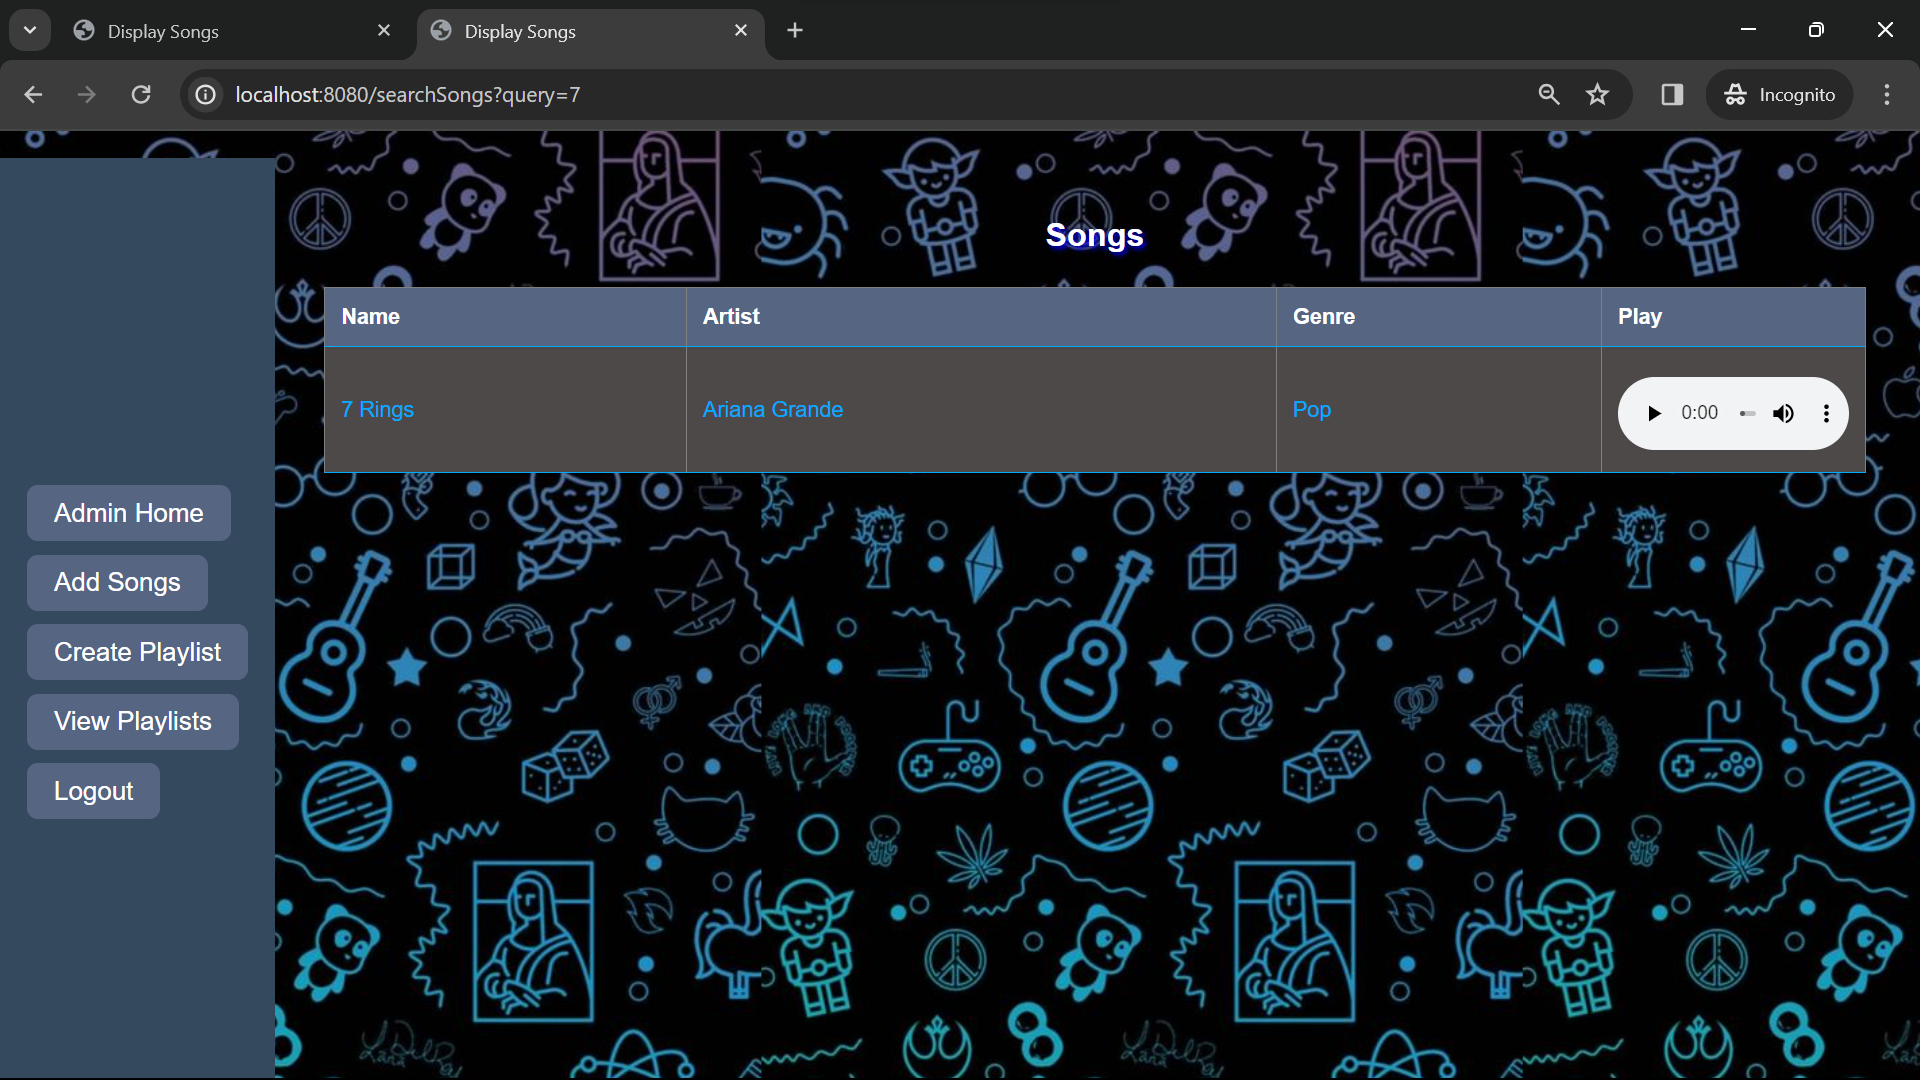 Display Songs
Display Songs
localhost:8080/searchSongs?query=7
Incognito
Songs
Name Artist Genre Play
7 Rings Ariana Grande Pop 0:00
Admin Home
Add Songs
Create Playlist
View Playlists
Logout